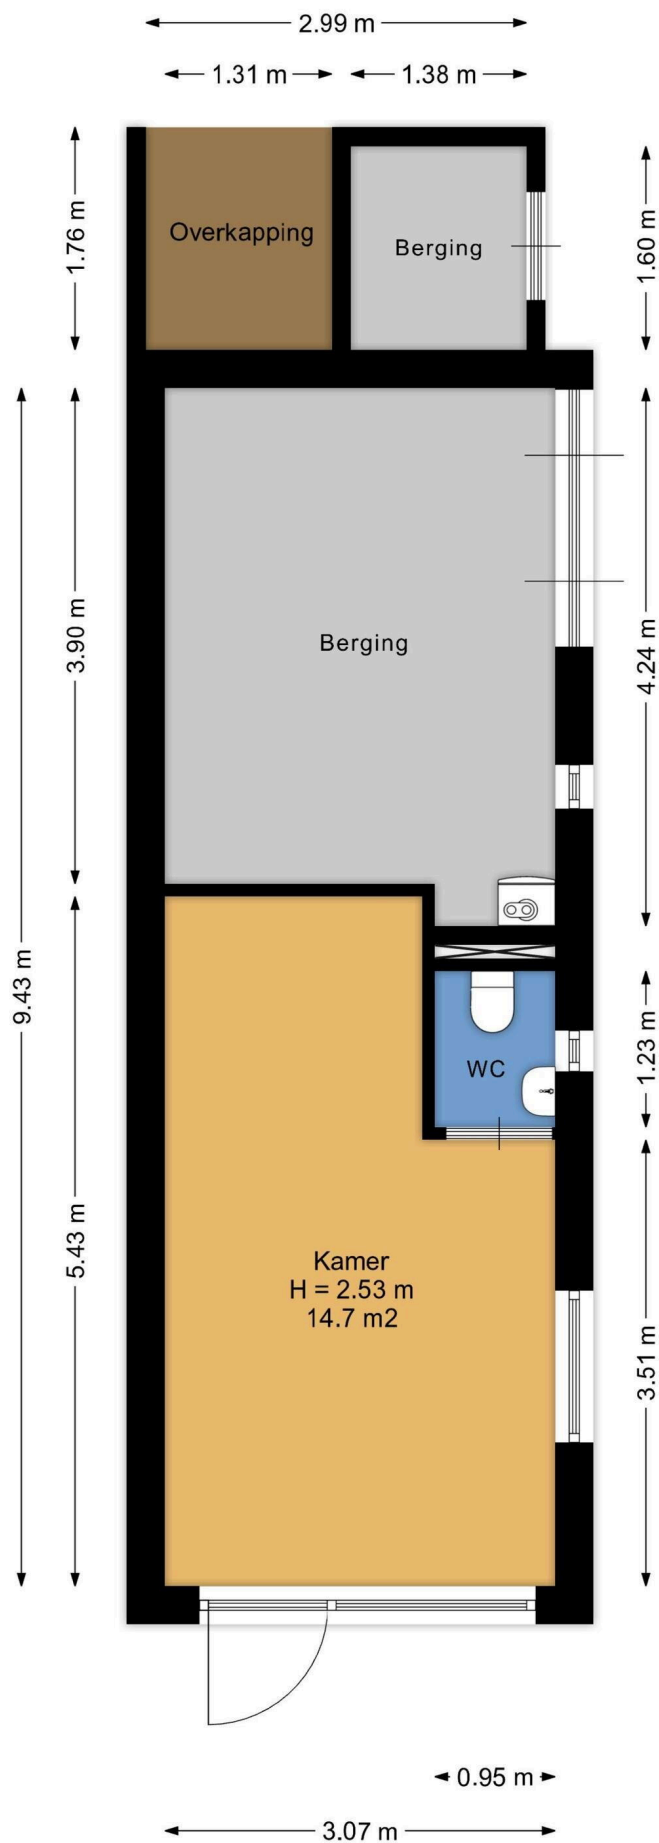 2.99 m
1.31 m
1.38 m
1.76 m
Overkapping
Berging
1.60 m
3.90 m
Berging
4.24 m
9.43 m
1.23 m
WC
5.43 m
Kamer
H = 2.53 m
14.7 m2
3.51 m
0.95 m
3.07 m